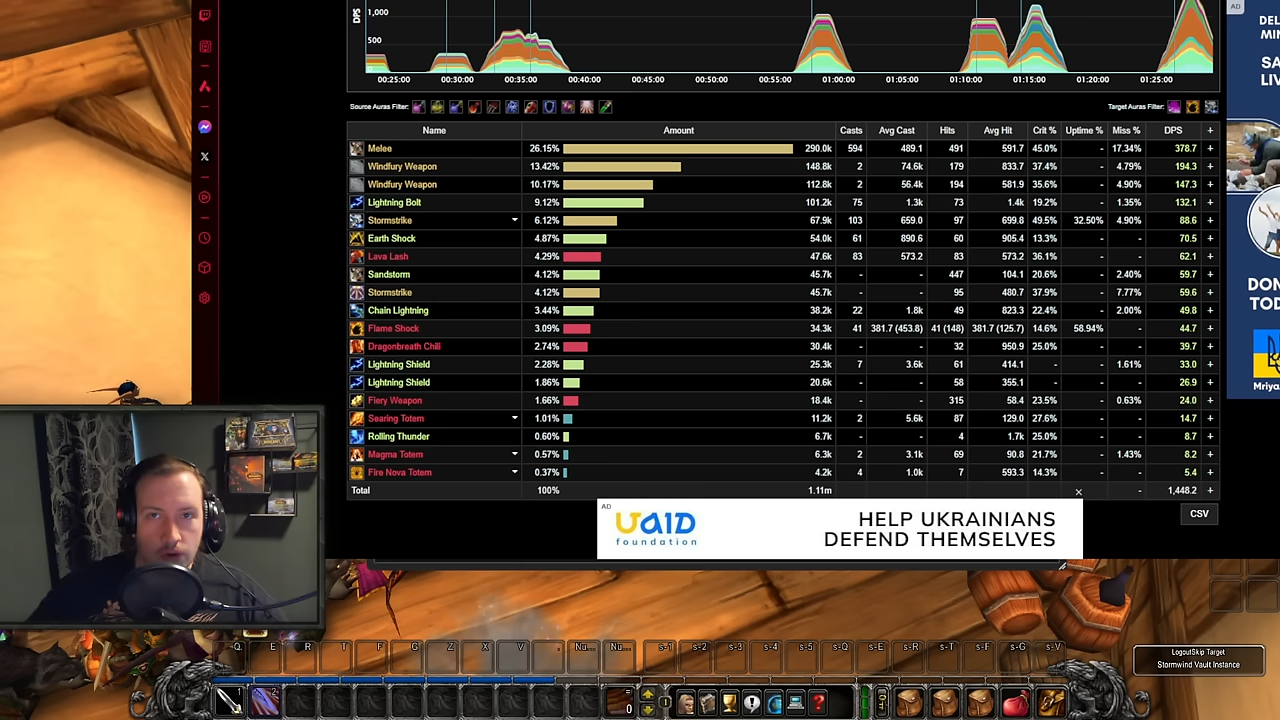 DPS
1,000
500
00:25:00 00:30:00 00:35:00 00:40:00 00:45:00 00:50:00 00:55:00 01:00:00 01:05:00 01:10:00 01:15:00 01:20:00 01:25:00
Source Auras Filter: Target Auras Filter:
Name Amount Casts Avg Cast Hits Avg Hit Crit % Uptime % Miss % DPS +
Melee 26.15% 290.0k 594 489.1 491 591.7 45.0% - 17.34% 378.7 +
Windfury Weapon 13.42% 148.8k 2 74.6k 179 833.7 37.4% - 4.79% 194.3 +
Windfury Weapon 10.17% 112.8k 2 56.4k 194 581.9 35.6% - 4.90% 147.3 +
Lightning Bolt 9.12% 101.2k 75 1.3k 73 1.4k 19.2% - 1.35% 132.1 +
Stormstrike 6.12% 67.9k 103 659.0 97 699.8 49.5% 32.50% 4.90% 88.6 +
Earth Shock 4.87% 54.0k 61 890.6 60 905.4 13.3% - - 70.5 +
Lava Lash 4.29% 47.6k 83 573.2 83 573.2 36.1% - - 62.1 +
Sandstorm 4.12% 45.7k - - 447 104.1 20.6% - 2.40% 59.7 +
Stormstrike 4.12% 45.7k - - 95 480.7 37.9% - 7.77% 59.6 +
Chain Lightning 3.44% 38.2k 22 1.8k 49 823.3 22.4% - 2.00% 49.8 +
Flame Shock 3.09% 34.3k 41 381.7 (453.8) 41 (148) 381.7 (125.7) 14.6% 58.94% - 44.7 +
Dragonbreath Chili 2.74% 30.4k - - 32 950.9 25.0% - - 39.7 +
Lightning Shield 2.28% 25.3k 7 3.6k 61 414.1 - - 1.61% 33.0 +
Lightning Shield 1.86% 20.6k - - 58 355.1 - - - 26.9 +
Fiery Weapon 1.66% 18.4k - - 315 58.4 23.5% - 0.63% 24.0 +
Searing Totem 1.01% 11.2k 2 5.6k 87 129.0 27.6% - - 14.7 +
Rolling Thunder 0.60% 6.7k - - 4 1.7k 25.0% - - 8.7 +
Magma Totem 0.57% 6.3k 2 3.1k 69 90.8 21.7% - 1.43% 8.2 +
Fire Nova Totem 0.37% 4.2k 4 1.0k 7 593.3 14.3% - - 5.4 +
Total 100% 1.11m - 1,448.2 +
CSV
AD
UAID
foundation
HELP UKRAINIANS
DEFEND THEMSELVES
AD
DEL
MIN
SA
LIV
DON
TOD
Mriya
Q E R T F G Z X V . Nu... Nu... s-1 s-2 s-3 s-4 s-5 s-Q s-E s-R s-T s-F s-G s-V
LogoutSkip Target
Stormwind Vault Instance
2
0
1